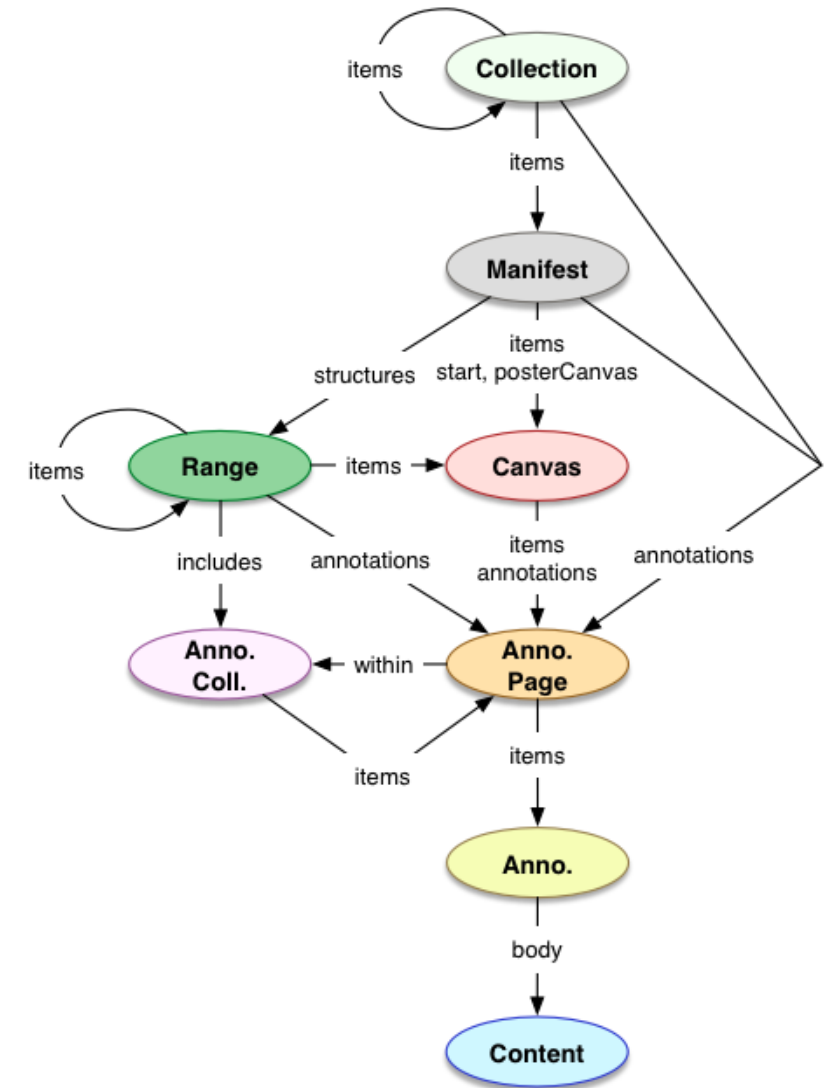 Collection
items
items
Manifest
items
start, posterCanvas
structures
Range
items
Canvas
items
includes
annotations
items
annotations
annotations
Anno.
Coll.
within
Anno.
Page
items
items
Anno.
body
Content